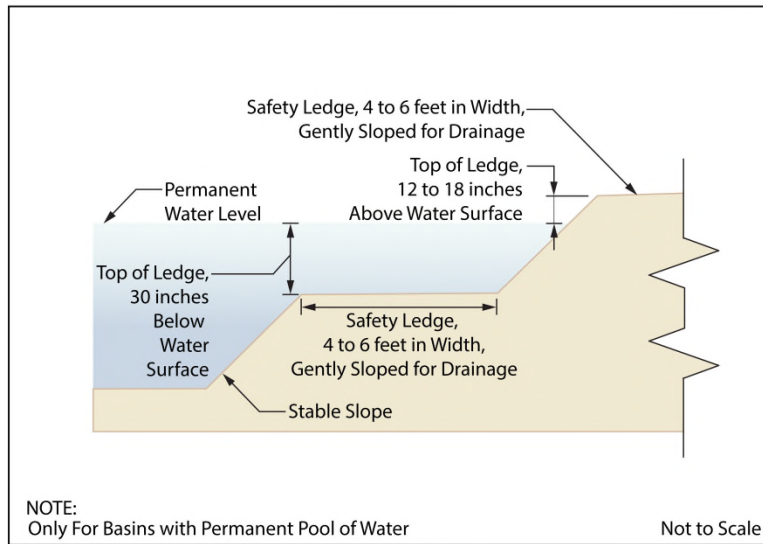 Safety Ledge, 4 to 6 feet in Width,
Gently Sloped for Drainage
Top of Ledge,
12 to 18 inches
Above Water Surface
Permanent
Water Level
Top of Ledge,
30 inches
Below
Water
Surface
Safety Ledge,
4 to 6 feet in Width,
Gently Sloped for Drainage
Stable Slope
NOTE:
Only For Basins with Permanent Pool of Water
Not to Scale